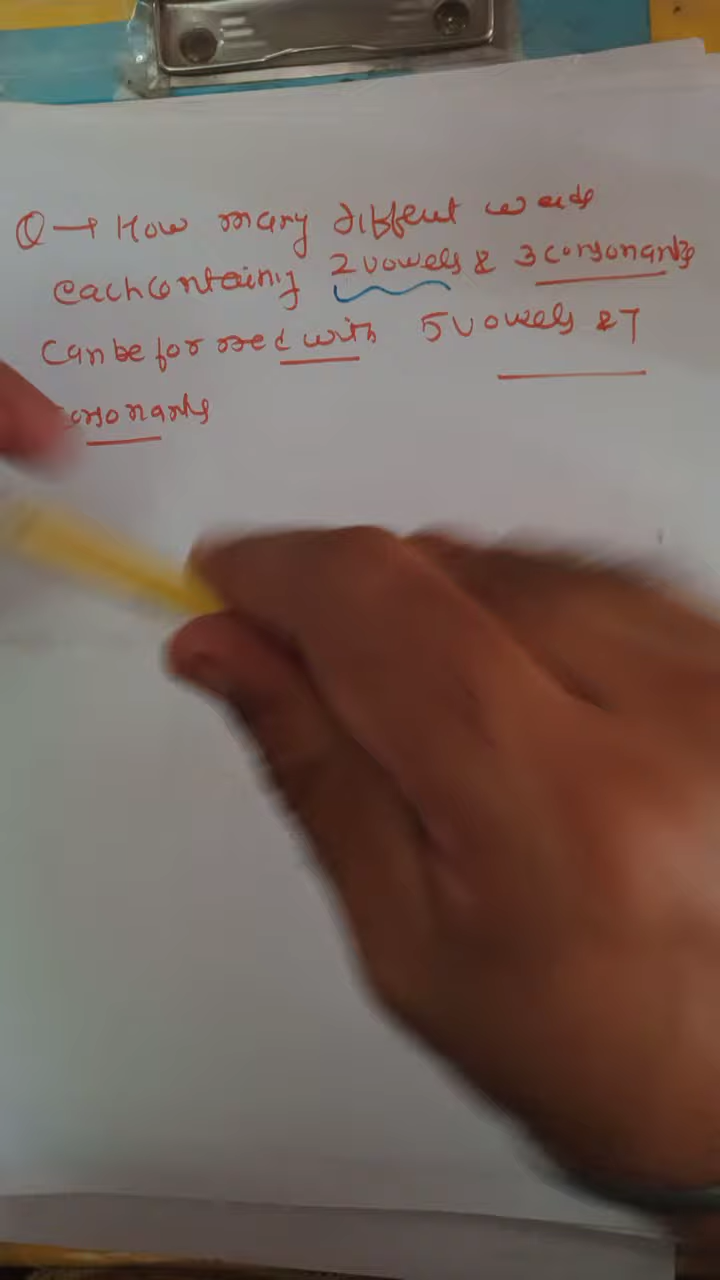 Q → How many different words
each containing 2 vowels & 3 consonants
can be formed with 5 vowels & 7
consonants